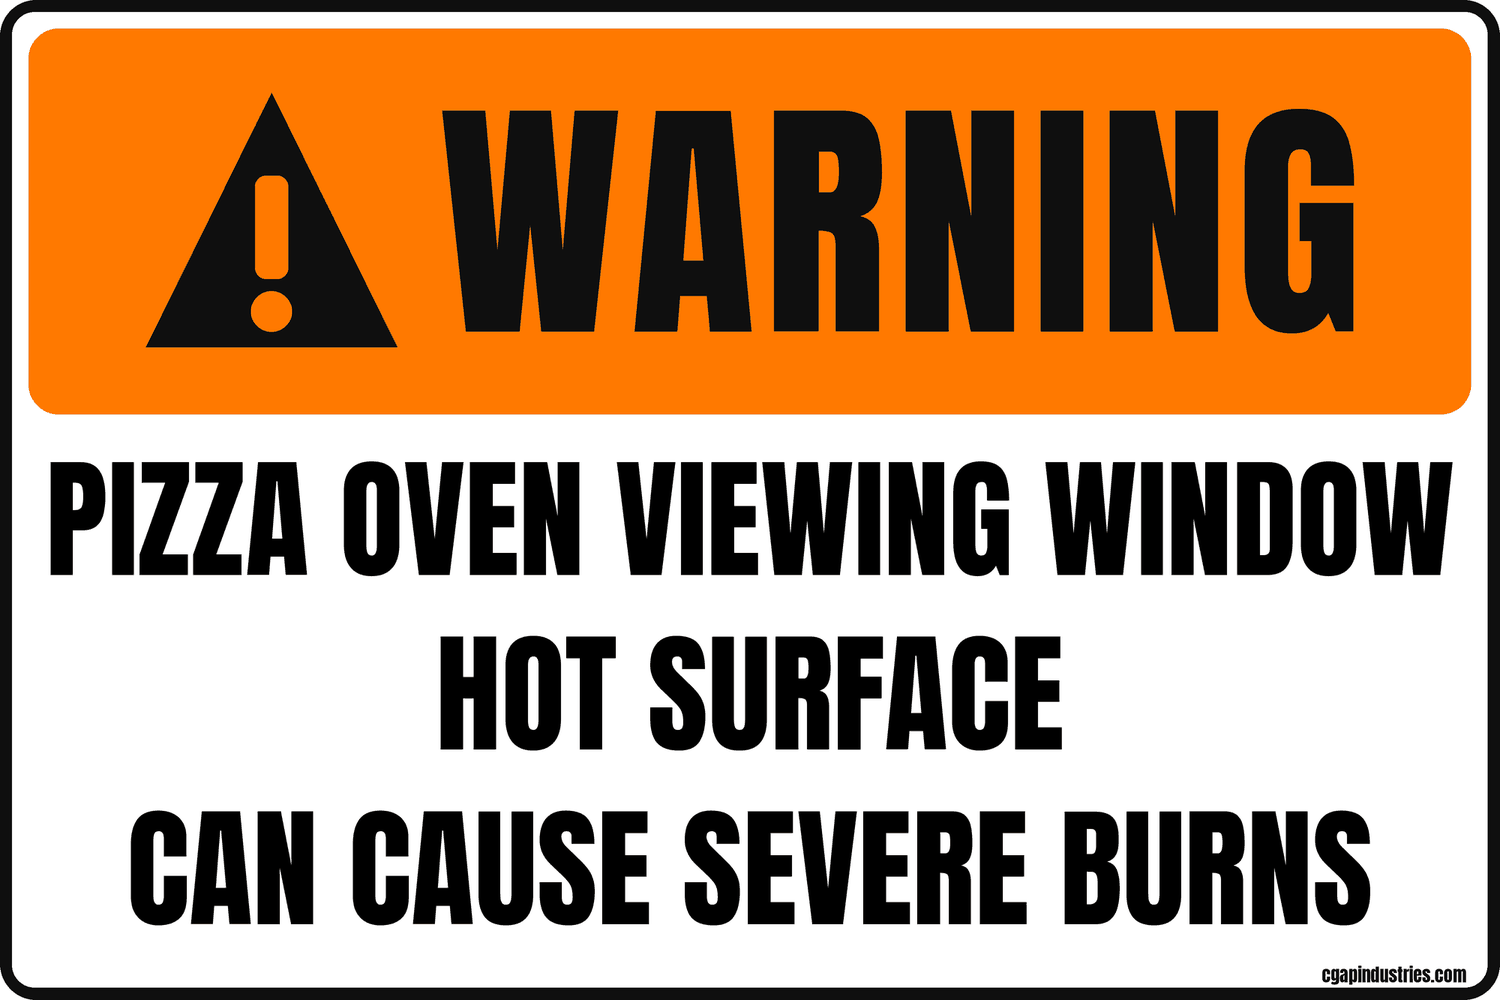 WARNING
PIZZA OVEN VIEWING WINDOW
HOT SURFACE
CAN CAUSE SEVERE BURNS
cgapindustries.com